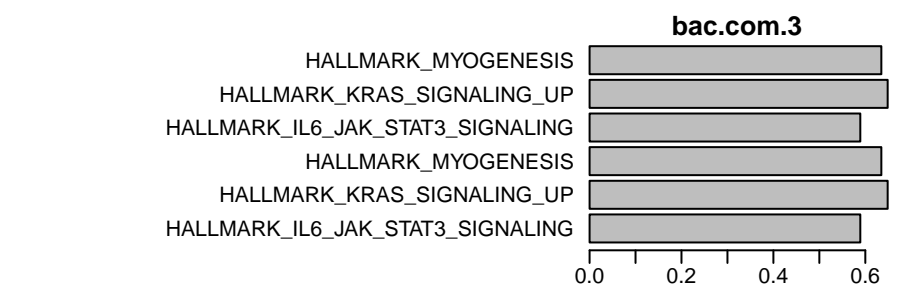 bac.com.3
HALLMARK_MYOGENESIS
HALLMARK_KRAS_SIGNALING_UP
HALLMARK_IL6_JAK_STAT3_SIGNALING
HALLMARK_MYOGENESIS
HALLMARK_KRAS_SIGNALING_UP
HALLMARK_IL6_JAK_STAT3_SIGNALING
0.0 0.2 0.4 0.6